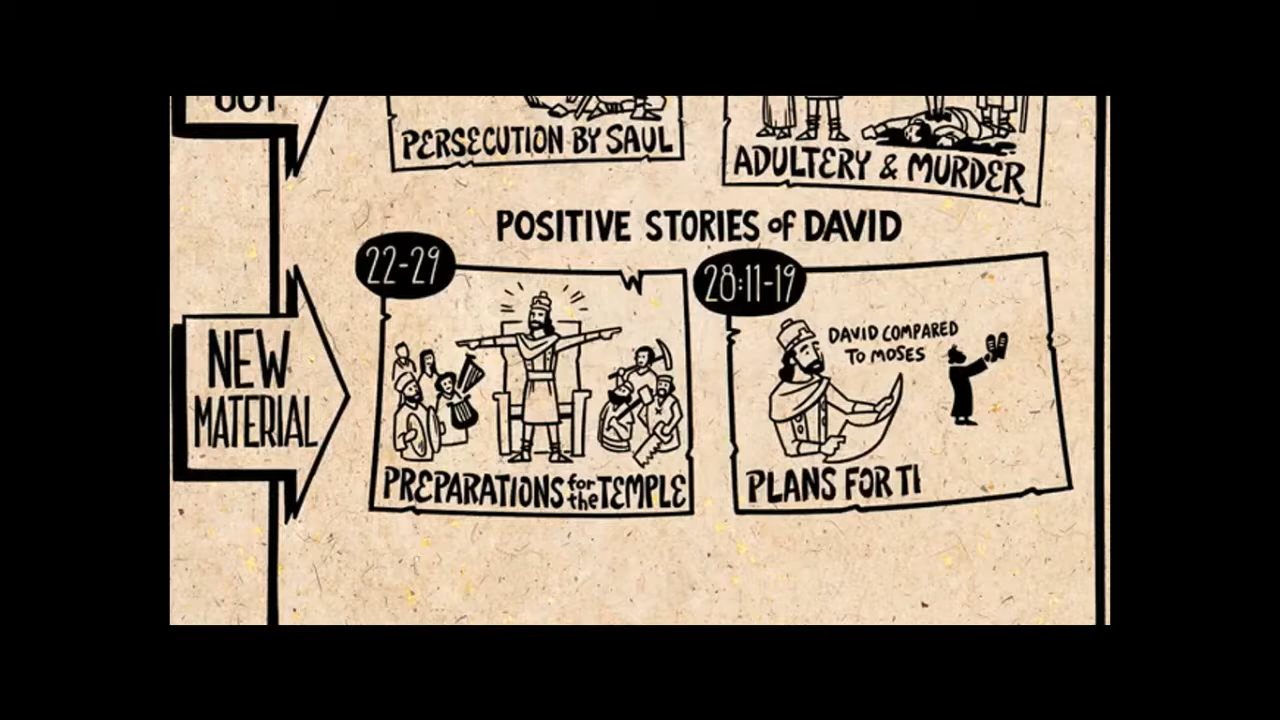 PERSECUTION BY SAUL
ADULTERY & MURDER
POSITIVE STORIES of DAVID
22-29
28:11-19
NEW
MATERIAL
DAVID COMPARED
TO MOSES
PREPARATIONS for the TEMPLE
PLANS FOR